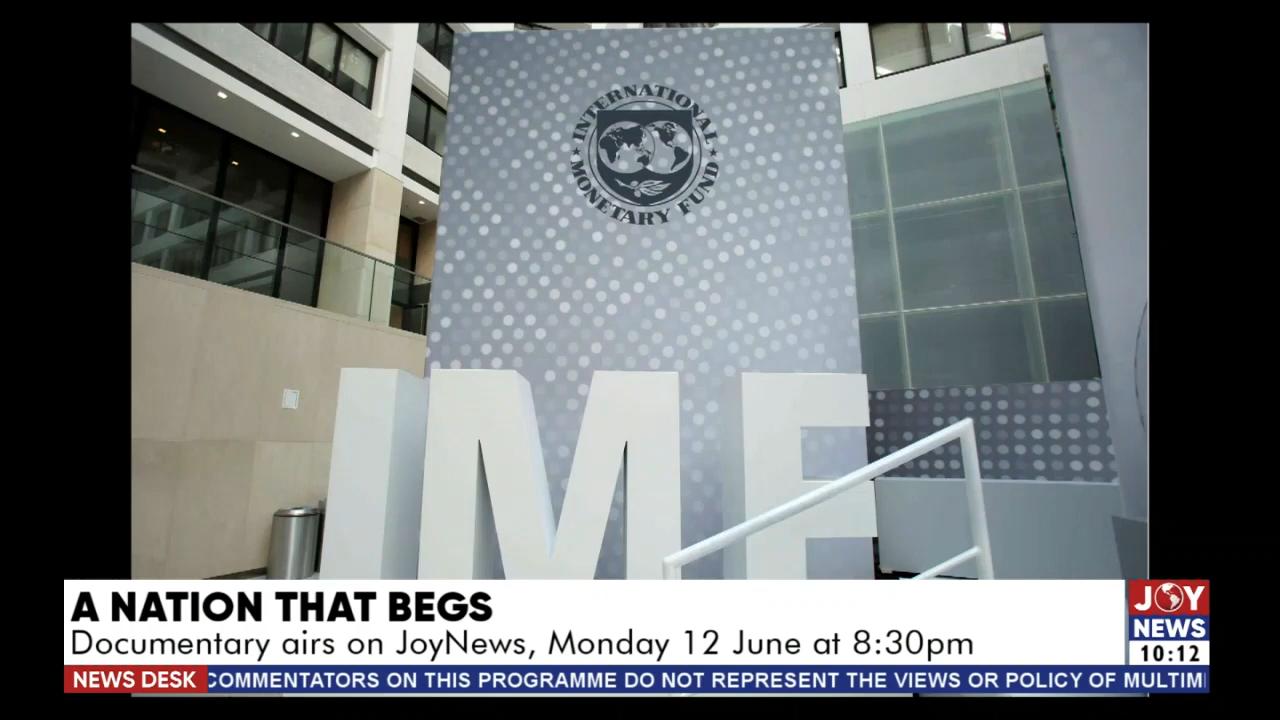 INTERNATIONAL
MONETARY FUND
IMF
A NATION THAT BEGS
Documentary airs on JoyNews, Monday 12 June at 8:30pm
JOY
NEWS
10:12
NEWS DESK
COMMENTATORS ON THIS PROGRAMME DO NOT REPRESENT THE VIEWS OR POLICY OF MULTIM